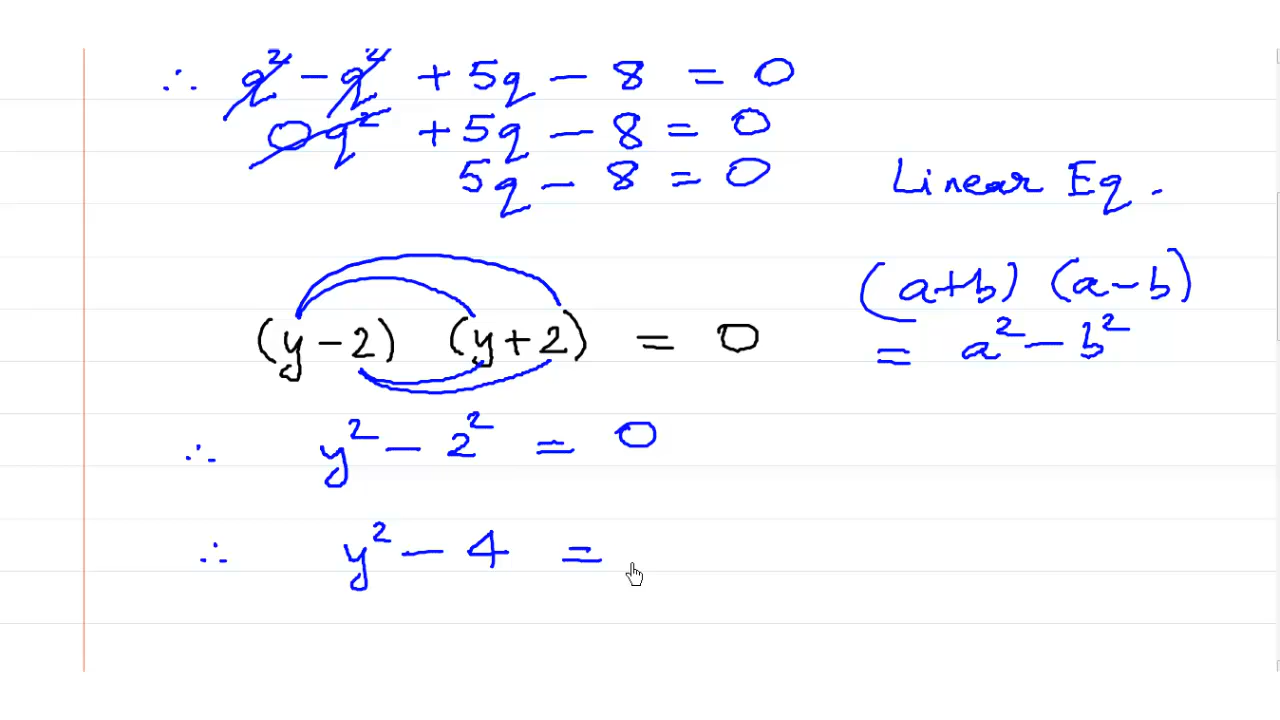 ∴ q² − q² + 5q − 8 = 0
0q² + 5q − 8 = 0
5q − 8 = 0 Linear Eq.
(a+b) (a−b)
(y−2) (y+2) = 0
= a² − b²
∴ y² − 2² = 0
∴ y² − 4 =